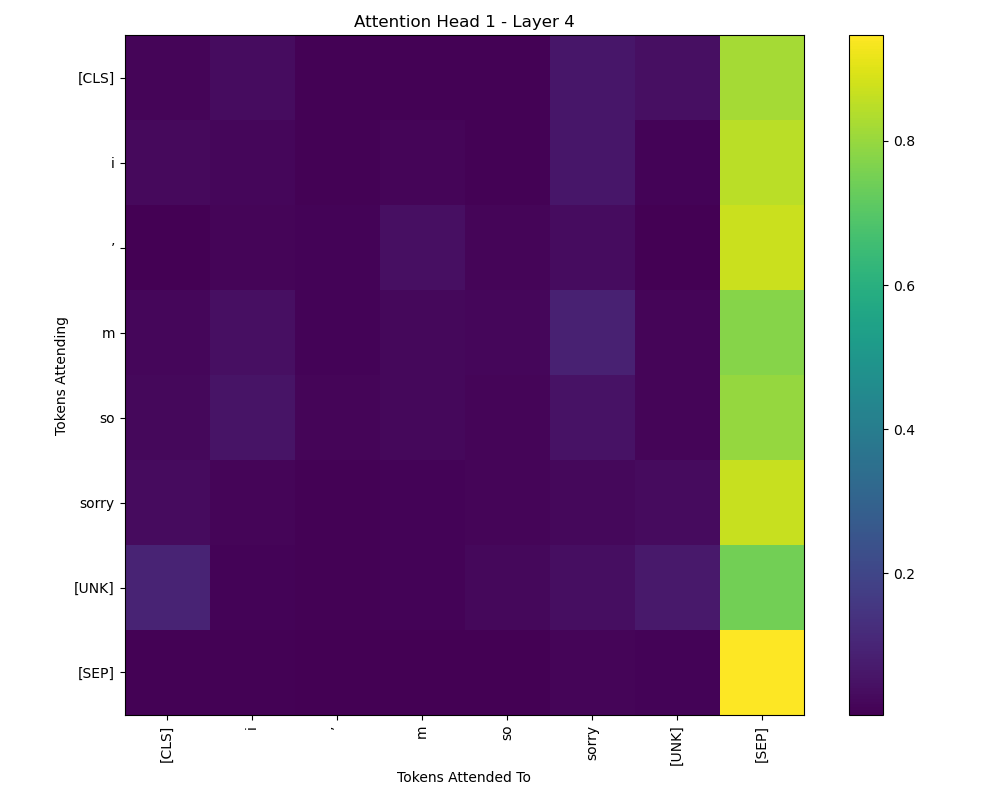 Attention Head 1 - Layer 4
Tokens Attending
[CLS]
i
’
m
so
sorry
[UNK]
[SEP]
[CLS]
i
’
m
so
sorry
[UNK]
[SEP]
Tokens Attended To
0.8
0.6
0.4
0.2